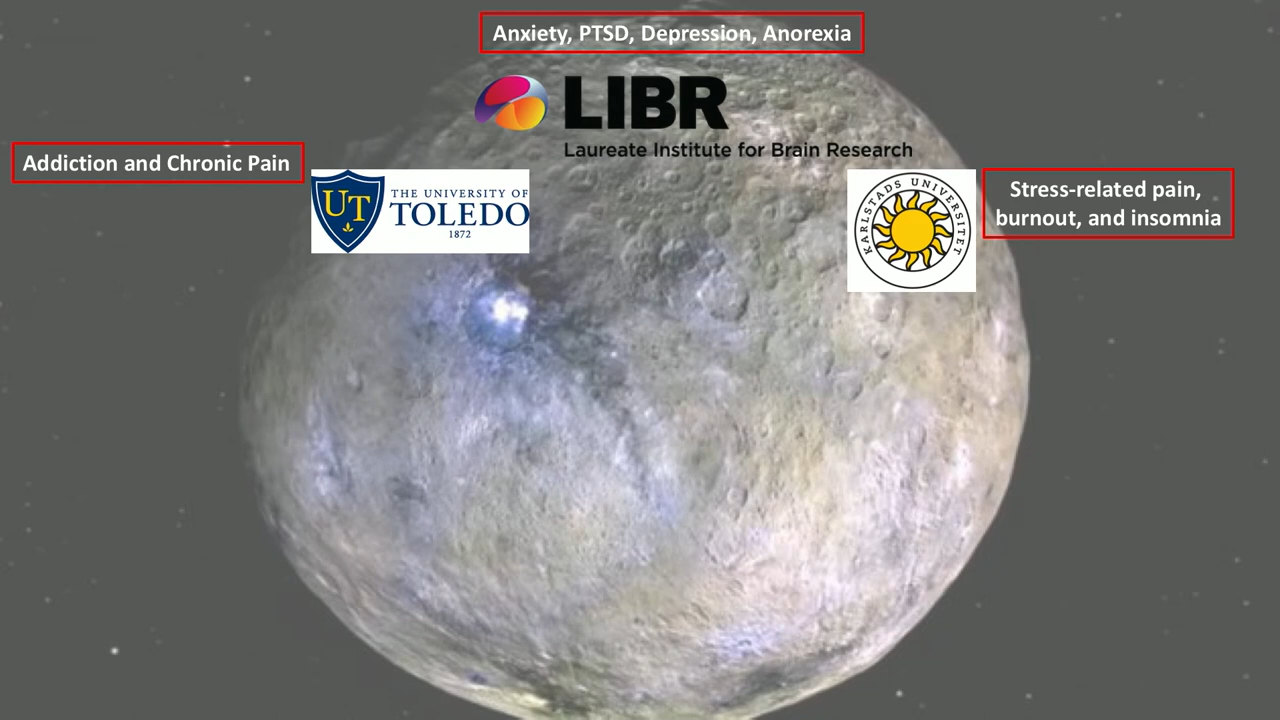 Anxiety, PTSD, Depression, Anorexia
LIBR
Laureate Institute for Brain Research
Addiction and Chronic Pain
UT
THE UNIVERSITY OF
TOLEDO
1872
KARLSTADS UNIVERSITET
Stress-related pain,
burnout, and insomnia